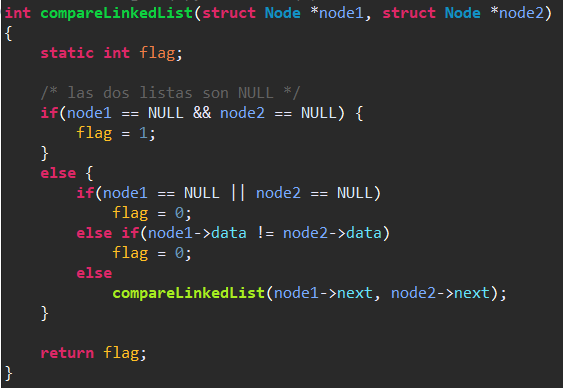 int compareLinkedList(struct Node *node1, struct Node *node2)
{
    static int flag;

    /* las dos listas son NULL */
    if(node1 == NULL && node2 == NULL) {
        flag = 1;
    }
    else {
        if(node1 == NULL || node2 == NULL)
            flag = 0;
        else if(node1->data != node2->data)
            flag = 0;
        else
            compareLinkedList(node1->next, node2->next);
    }

    return flag;
}